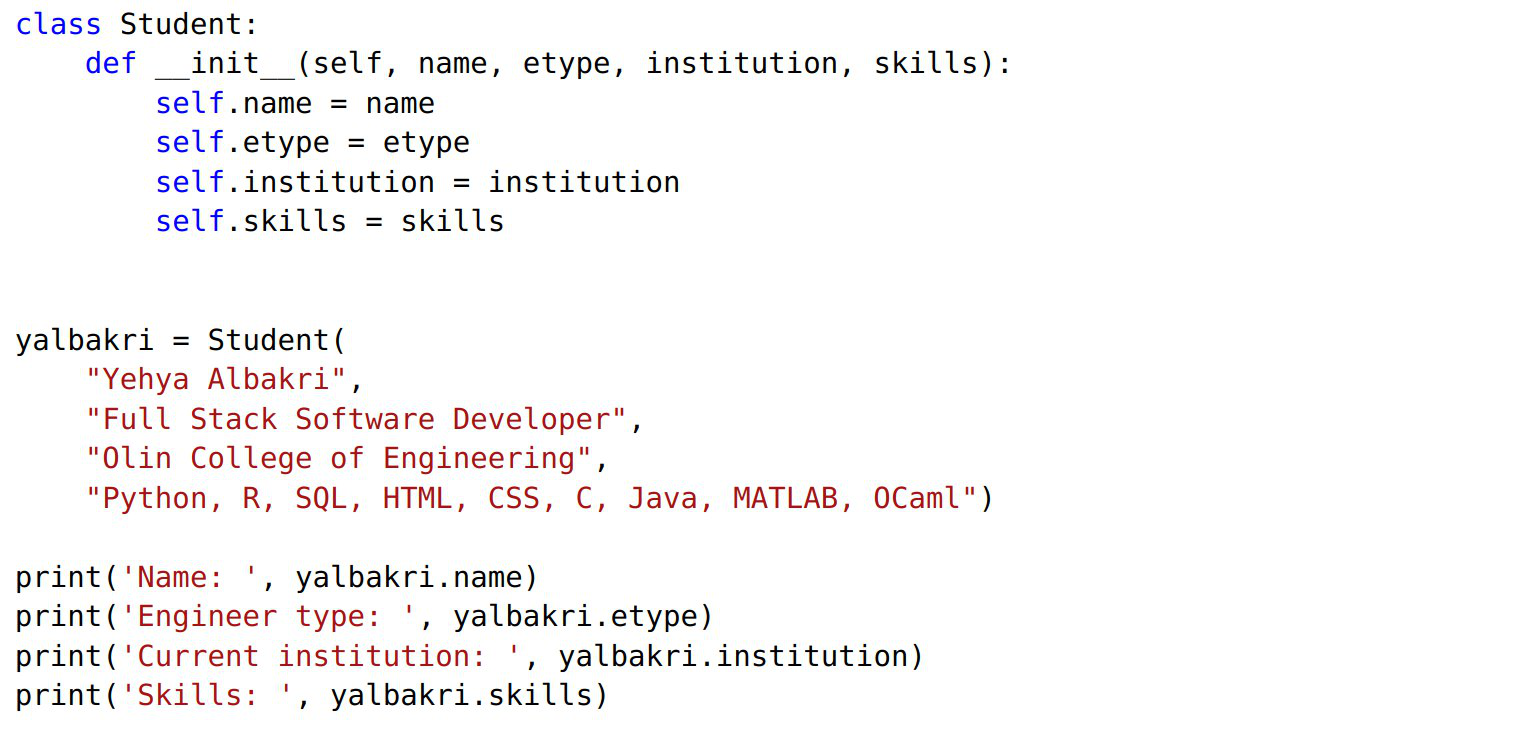 class Student:
    def __init__(self, name, etype, institution, skills):
        self.name = name
        self.etype = etype
        self.institution = institution
        self.skills = skills
yalbakri = Student(
    "Yehya Albakri",
    "Full Stack Software Developer",
    "Olin College of Engineering",
    "Python, R, SQL, HTML, CSS, C, Java, MATLAB, OCaml")
print('Name: ', yalbakri.name)
print('Engineer type: ', yalbakri.etype)
print('Current institution: ', yalbakri.institution)
print('Skills: ', yalbakri.skills)